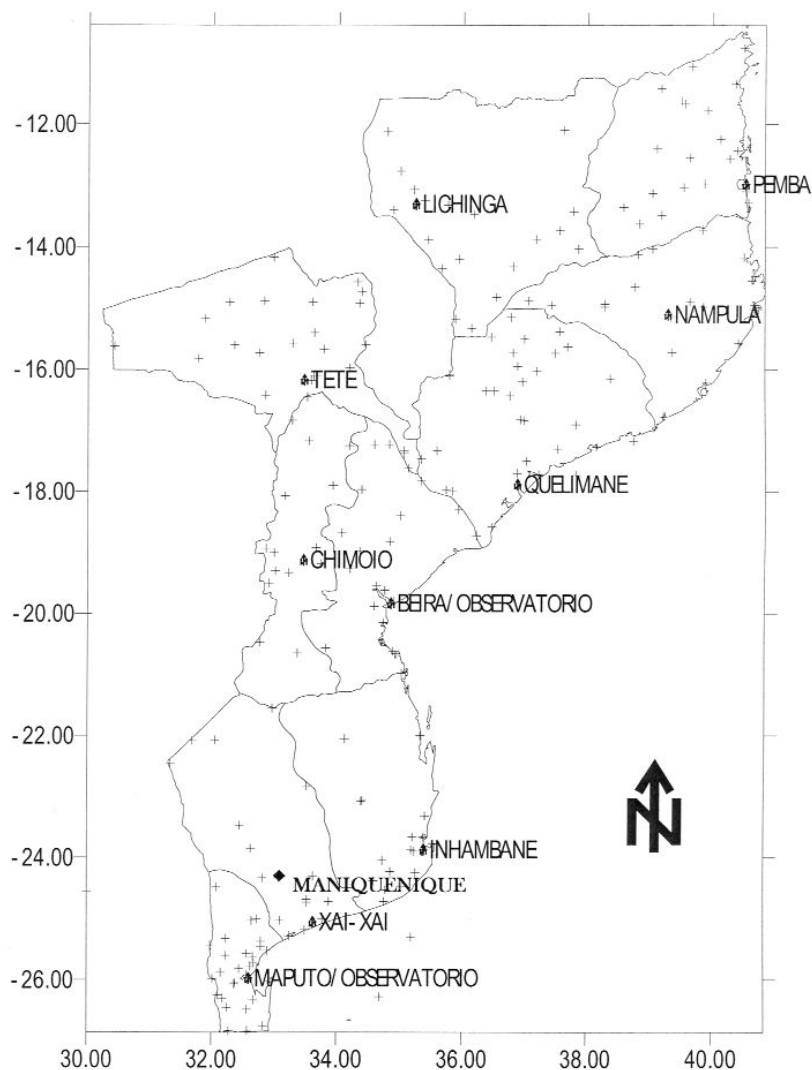 -12.00
PEMBA
LICHINGA
-14.00
NAMPULA
-16.00
TETE
-18.00
QUELIMANE
CHIMOIO
-20.00
BEIRA/ OBSERVATORIO
-22.00
N
-24.00
INHAMBANE
MANIQUENIQUE
XAI-XAI
-26.00
MAPUTO/ OBSERVATORIO
30.00
32.00
34.00
36.00
38.00
40.00